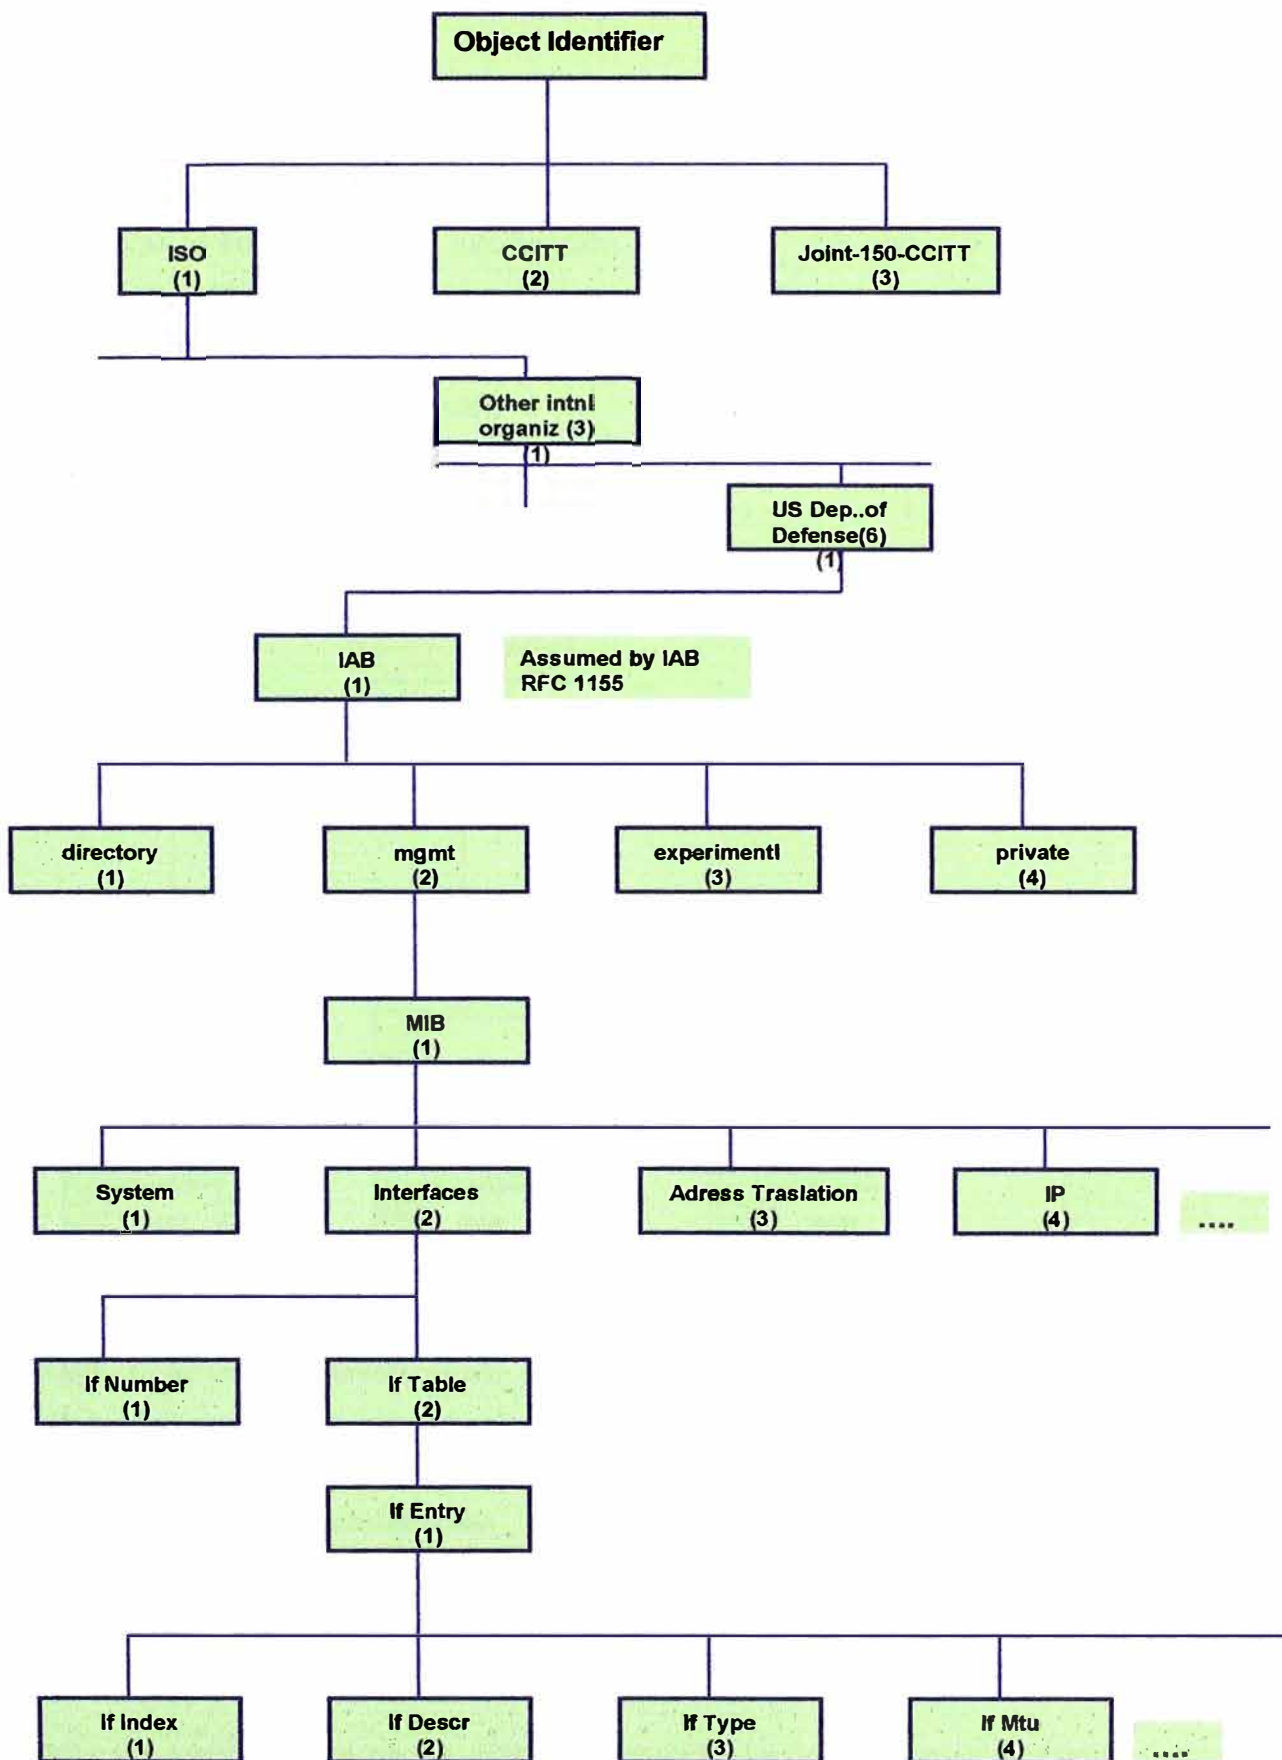 Object Identifier
ISO
(1)
CCITT
(2)
Joint-150-CCITT
(3)
Other intnl
organiz (3)
(1)
US Dep..of
Defense(6)
(1)
IAB
(1)
Assumed by IAB
RFC 1155
directory
(1)
mgmt
(2)
experimentl
(3)
private
(4)
MIB
(1)
System
(1)
Interfaces
(2)
Adress Traslation
(3)
IP
(4)
....
If Number
(1)
If Table
(2)
If Entry
(1)
If Index
(1)
If Descr
(2)
If Type
(3)
If Mtu
(4)
....